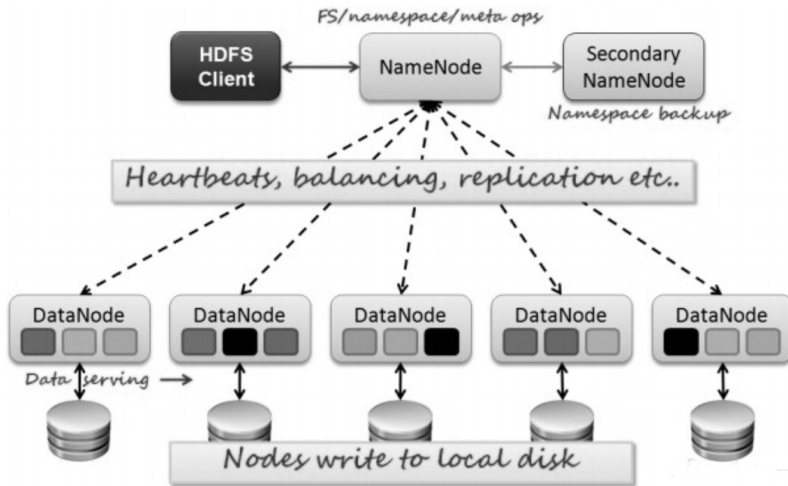 FS/namespace/meta ops
HDFS
Client
NameNode
Secondary
NameNode
Namespace backup
Heartbeats, balancing, replication etc..
DataNode
DataNode
DataNode
DataNode
DataNode
Data serving
Nodes write to local disk